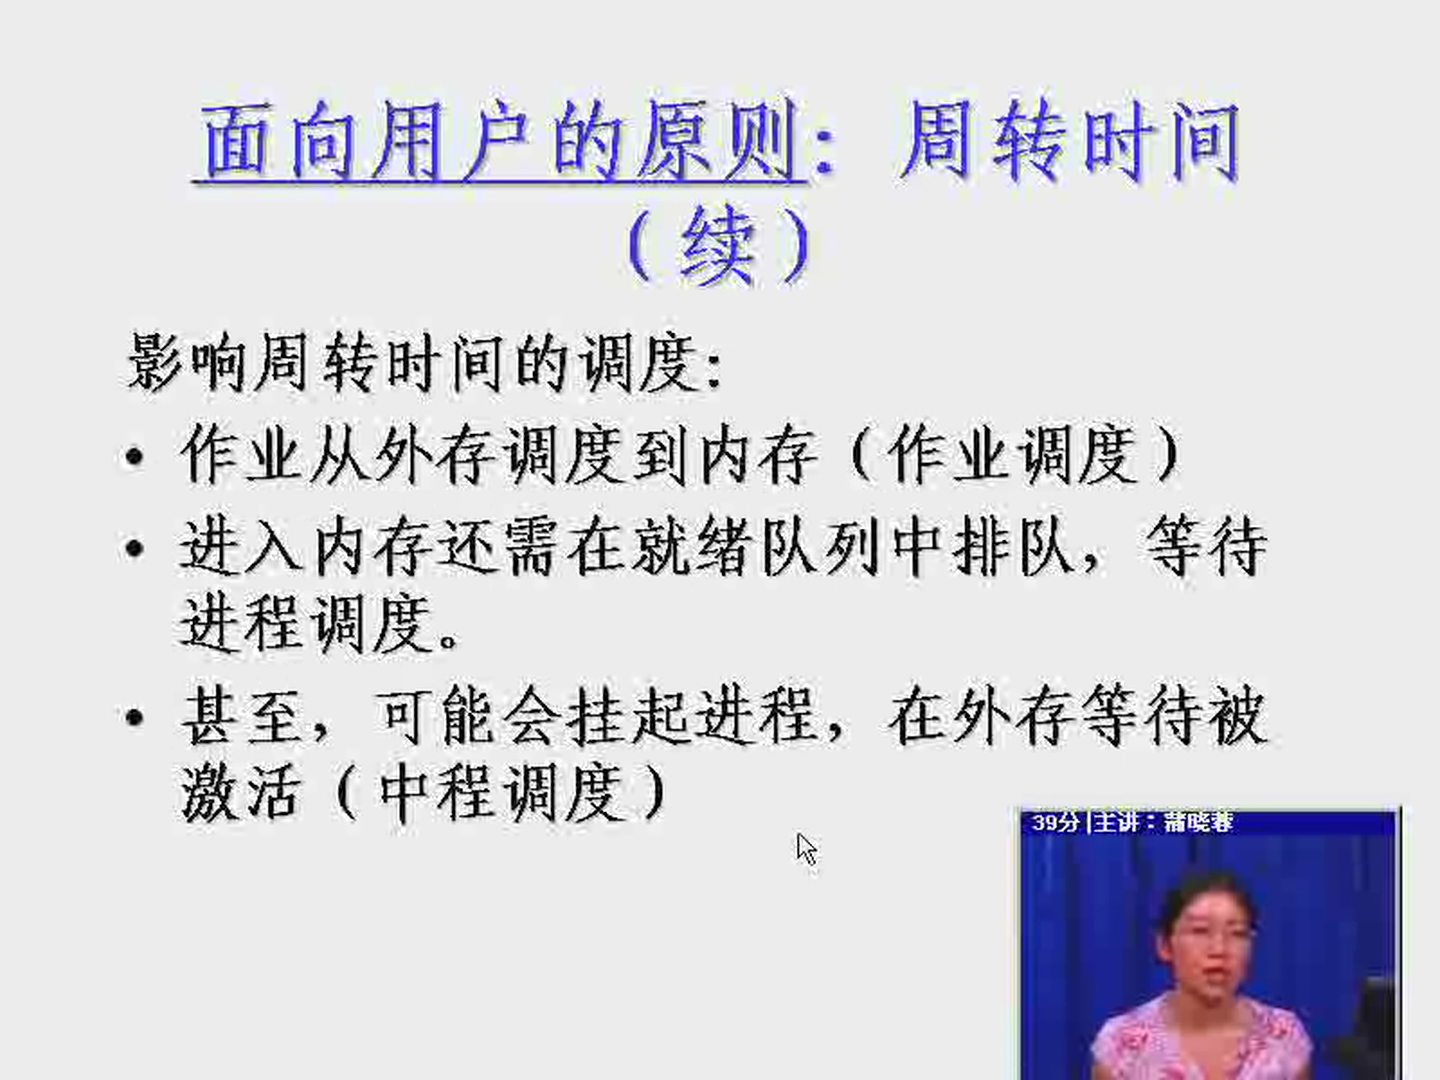 面向用户的原则：周转时间
（续）
影响周转时间的调度：
• 作业从外存调度到内存（作业调度）
• 进入内存还需在就绪队列中排队，等待
进程调度。
• 甚至，可能会挂起进程，在外存等待被
激活（中程调度）
39分|主讲：蒲晓蓉